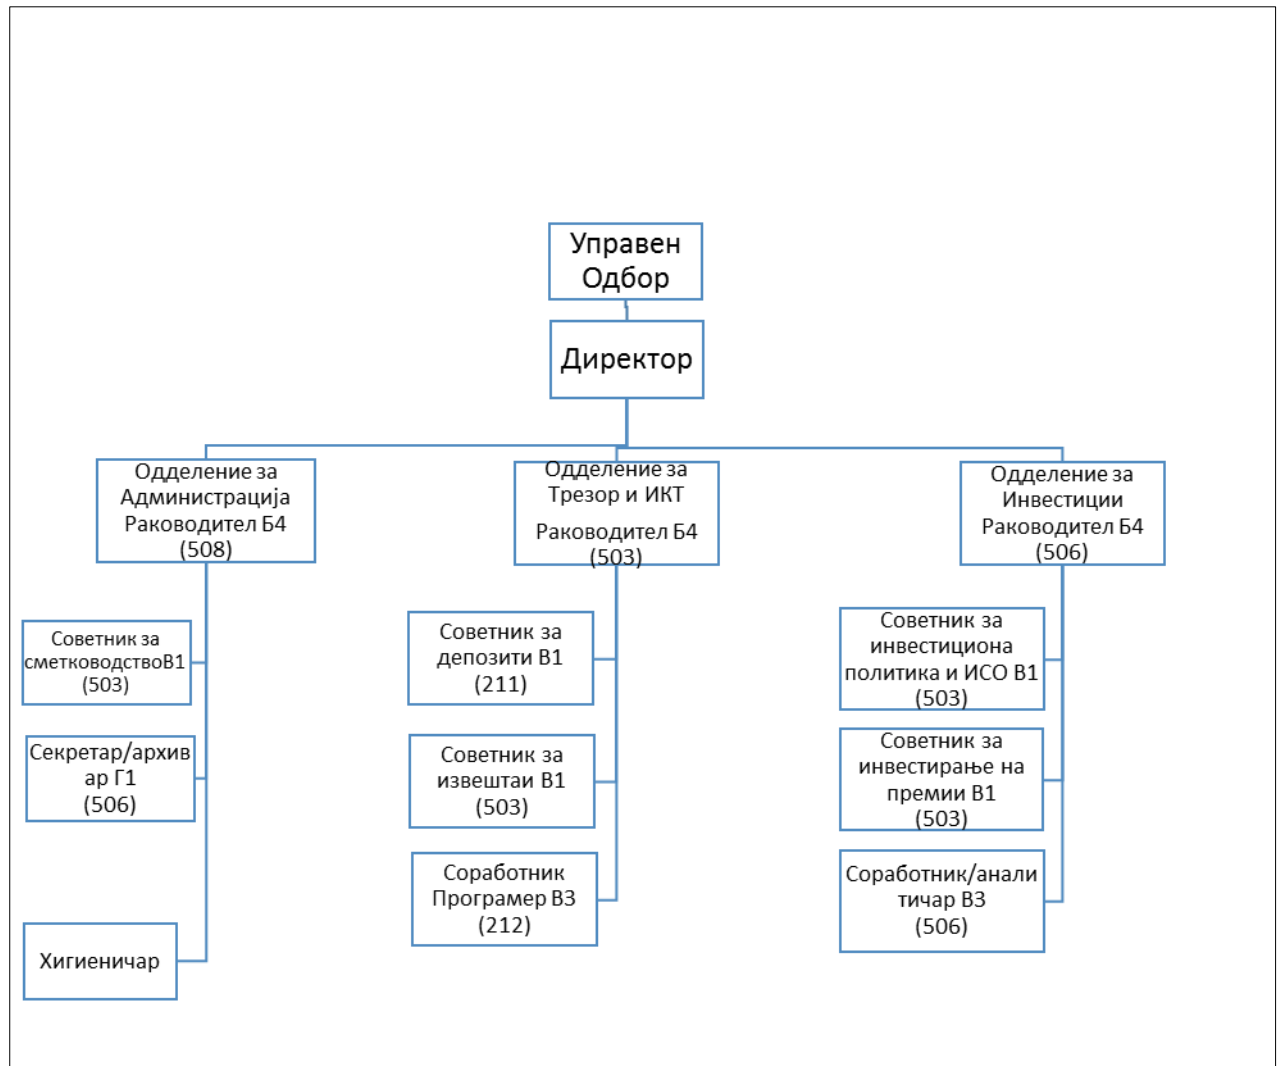 Управен
Одбор
Директор
Одделение за
Администрација
Раководител Б4
(508)
Советник за
сметководствоВ1
(503)
Секретар/архив
ар Г1
(506)
Хигиеничар
Одделение за
Трезор и ИКТ
Раководител Б4
(503)
Советник за
депозити В1
(211)
Советник за
извештаи В1
(503)
Соработник
Програмер В3
(212)
Одделение за
Инвестиции
Раководител Б4
(506)
Советник за
инвестициона
политика и ИСО В1
(503)
Советник за
инвестирање на
премии В1
(503)
Соработник/анали
тичар В3
(506)